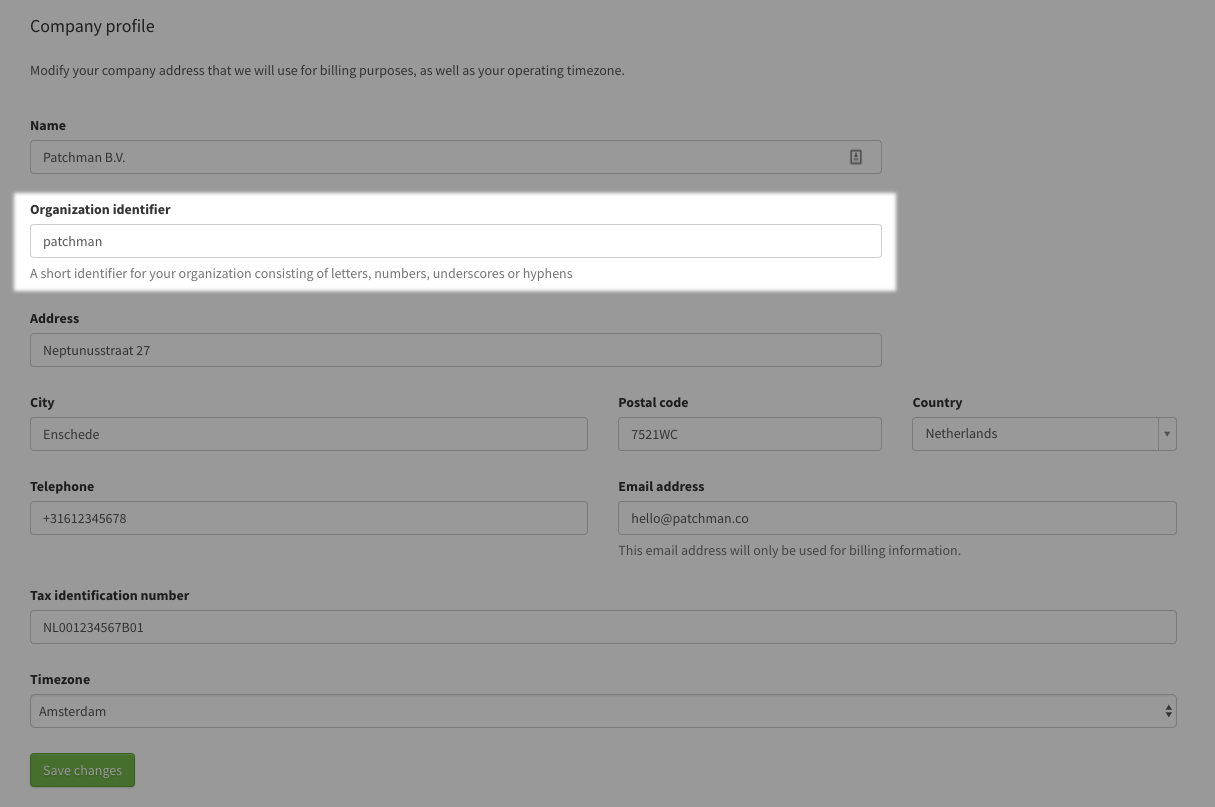 Company profile
Modify your company address that we will use for billing purposes, as well as your operating timezone.
Name
Patchman B.V.
Organization identifier
patchman
A short identifier for your organization consisting of letters, numbers, underscores or hyphens
Address
Neptunusstraat 27
City
Postal code
Country
Enschede
7521WC
Netherlands
Telephone
Email address
+31612345678
hello@patchman.co
This email address will only be used for billing information.
Tax identification number
NL001234567B01
Timezone
Amsterdam
Save changes